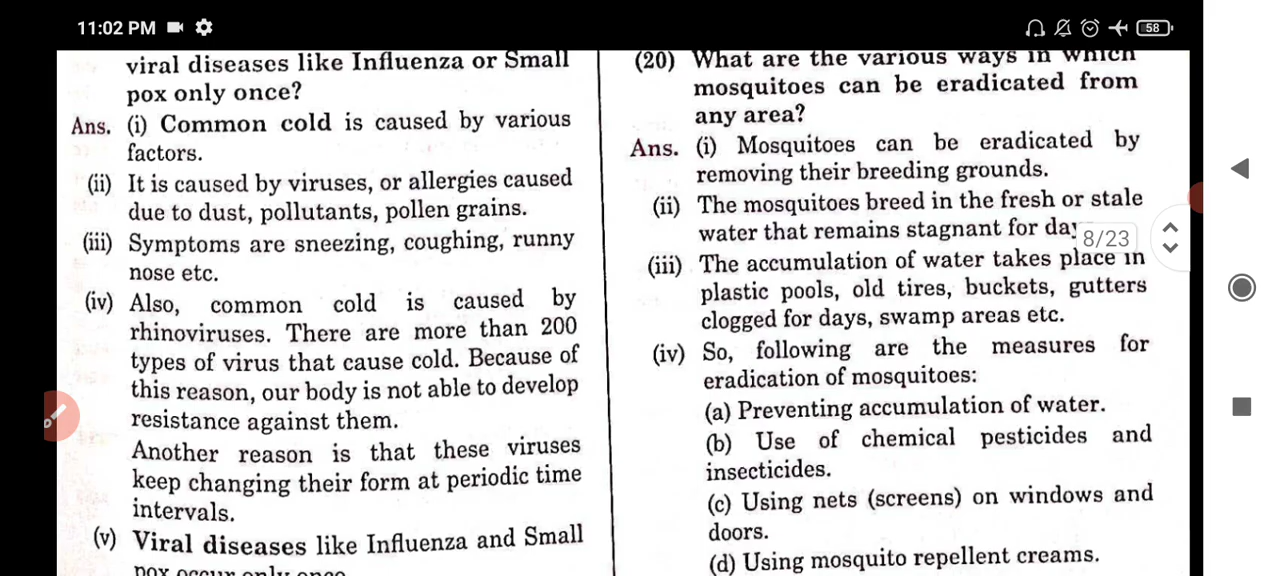 11:02 PM
58
viral diseases like Influenza or Small
pox only once?
Ans. (i) Common cold is caused by various
factors.
(ii) It is caused by viruses, or allergies caused
due to dust, pollutants, pollen grains.
(iii) Symptoms are sneezing, coughing, runny
nose etc.
(iv) Also, common cold is caused by
rhinoviruses. There are more than 200
types of virus that cause cold. Because of
this reason, our body is not able to develop
resistance against them.
Another reason is that these viruses
keep changing their form at periodic time
intervals.
(v) Viral diseases like Influenza and Small
pox occur only once
(20) What are the various ways in which
mosquitoes can be eradicated from
any area?
Ans. (i) Mosquitoes can be eradicated by
removing their breeding grounds.
(ii) The mosquitoes breed in the fresh or stale
water that remains stagnant for day
8/23
(iii) The accumulation of water takes place in
plastic pools, old tires, buckets, gutters
clogged for days, swamp areas etc.
(iv) So, following are the measures for
eradication of mosquitoes:
(a) Preventing accumulation of water.
(b) Use of chemical pesticides and
insecticides.
(c) Using nets (screens) on windows and
doors.
(d) Using mosquito repellent creams.